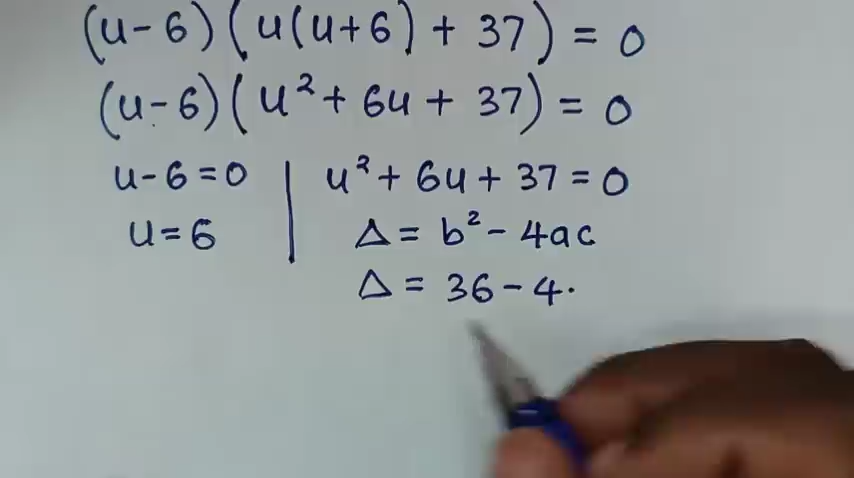 (u-6)(u(u+6)+37)=0
(u-6)(u²+6u+37)=0
u-6=0 | u²+6u+37=0
u=6 | Δ=b²-4ac
Δ=36-4·